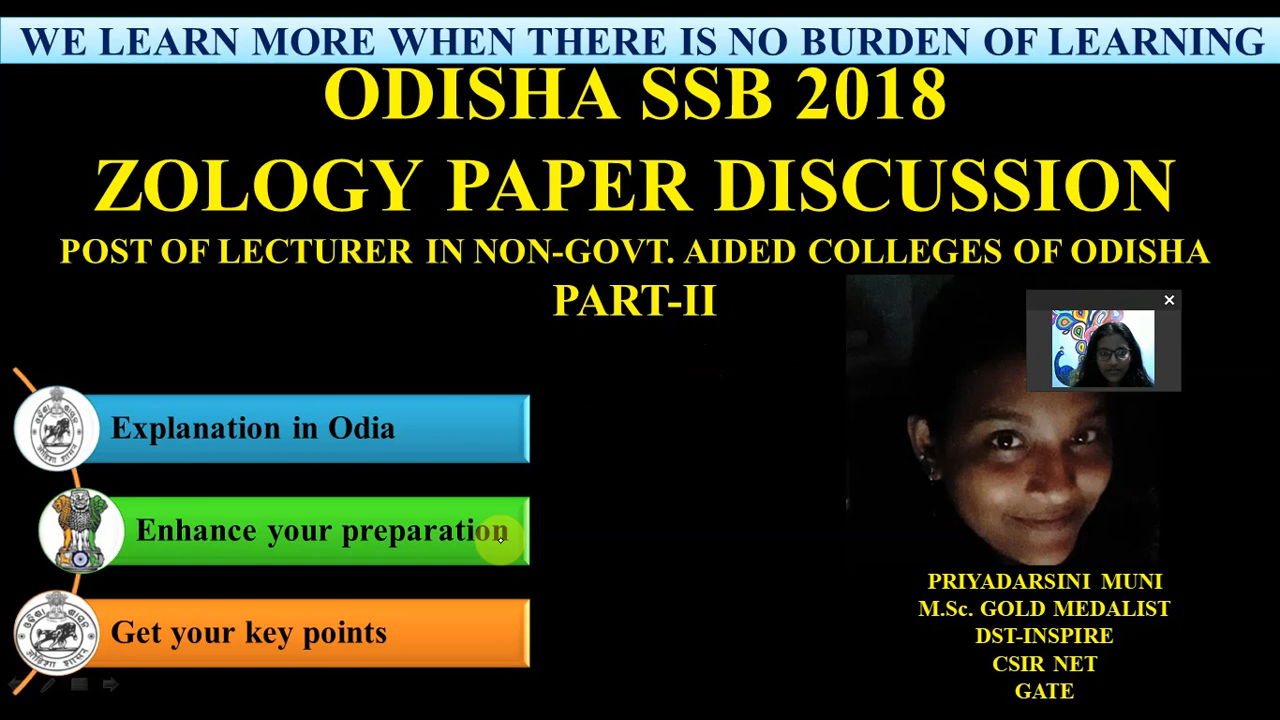 WE LEARN MORE WHEN THERE IS NO BURDEN OF LEARNING
ODISHA SSB 2018
ZOLOGY PAPER DISCUSSION
POST OF LECTURER IN NON-GOVT. AIDED COLLEGES OF ODISHA
PART-II
Explanation in Odia
Enhance your preparation
Get your key points
PRIYADARSINI MUNI
M.Sc. GOLD MEDALIST
DST-INSPIRE
CSIR NET
GATE